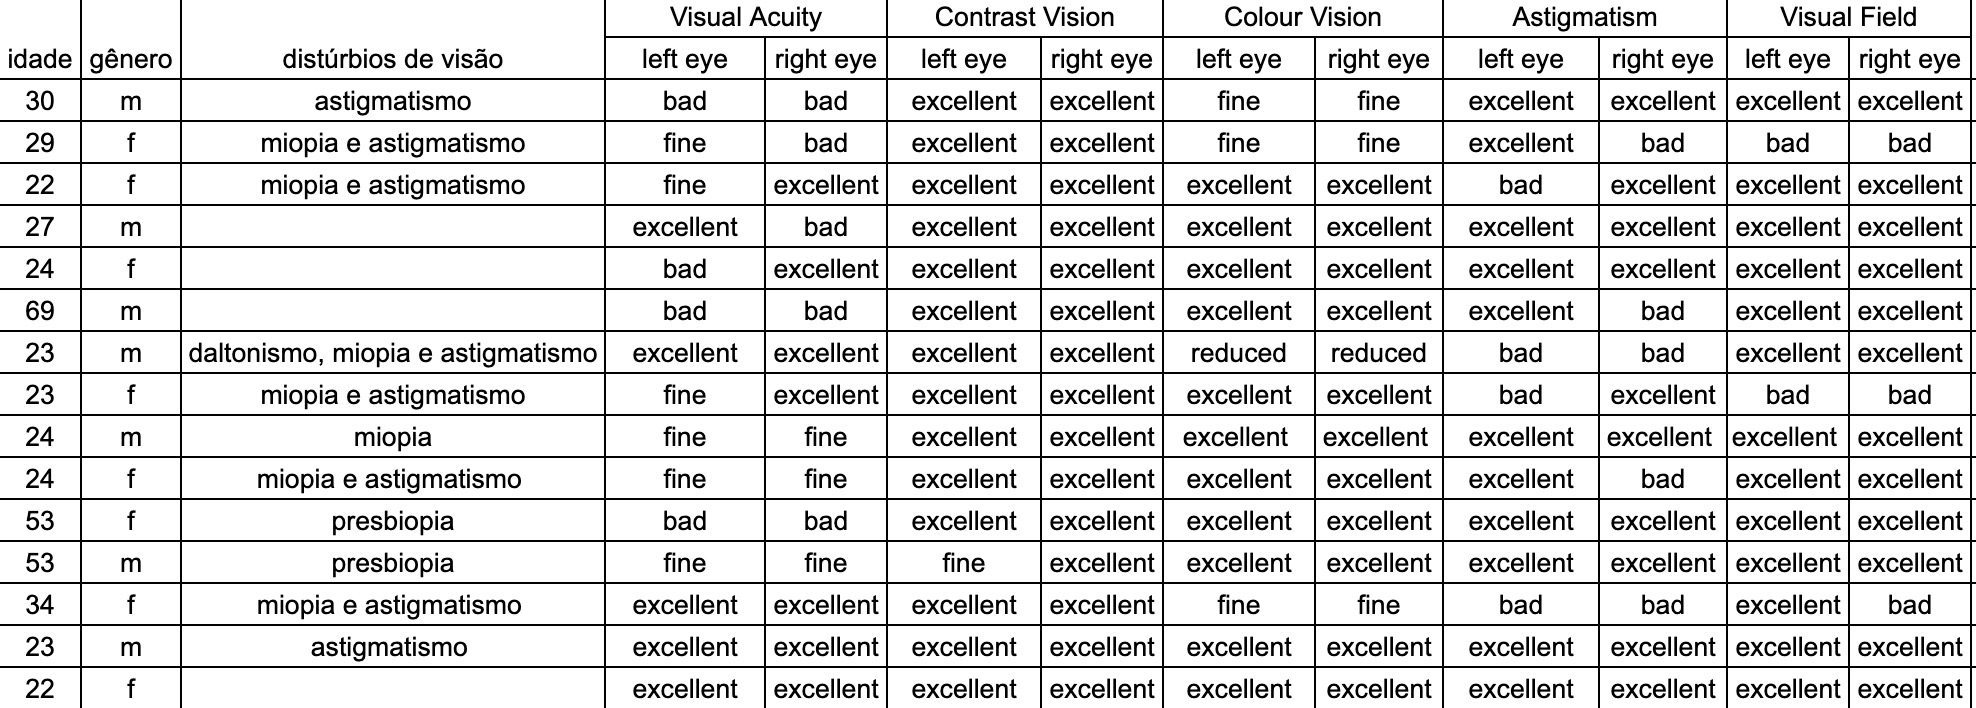 Visual Acuity Contrast Vision Colour Vision Astigmatism Visual Field
idade gênero distúrbios de visão left eye right eye left eye right eye left eye right eye left eye right eye left eye right eye
30 m astigmatismo bad bad excellent excellent fine fine excellent excellent excellent excellent
29 f miopia e astigmatismo fine bad excellent excellent fine fine excellent bad bad bad
22 f miopia e astigmatismo fine excellent excellent excellent excellent excellent bad excellent excellent excellent
27 m excellent bad excellent excellent excellent excellent excellent excellent excellent excellent
24 f bad excellent excellent excellent excellent excellent excellent excellent excellent excellent
69 m bad bad excellent excellent excellent excellent excellent bad excellent excellent
23 m daltonismo, miopia e astigmatismo excellent excellent excellent excellent reduced reduced bad bad excellent excellent
23 f miopia e astigmatismo fine excellent excellent excellent excellent excellent bad excellent bad bad
24 m miopia fine fine excellent excellent excellent excellent excellent excellent excellent excellent
24 f miopia e astigmatismo fine fine excellent excellent excellent excellent excellent bad excellent excellent
53 f presbiopia bad bad excellent excellent excellent excellent excellent excellent excellent excellent
53 m presbiopia fine fine fine excellent excellent excellent excellent excellent excellent excellent
34 f miopia e astigmatismo excellent excellent excellent excellent fine fine bad bad excellent bad
23 m astigmatismo excellent excellent excellent excellent excellent excellent excellent excellent excellent excellent
22 f excellent excellent excellent excellent excellent excellent excellent excellent excellent excellent